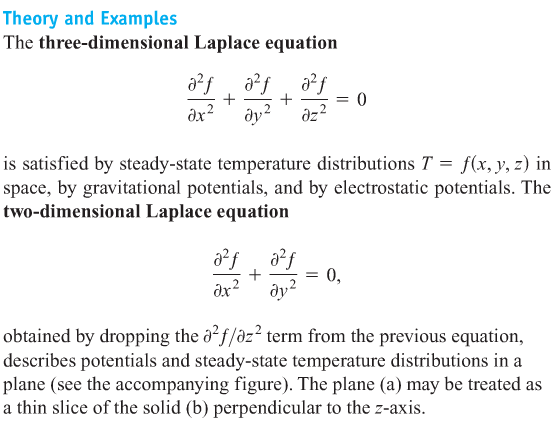 Theory and Examples
The three-dimensional Laplace equation
∂²f/∂x² + ∂²f/∂y² + ∂²f/∂z² = 0
is satisfied by steady-state temperature distributions T = f(x, y, z) in
space, by gravitational potentials, and by electrostatic potentials. The
two-dimensional Laplace equation
∂²f/∂x² + ∂²f/∂y² = 0,
obtained by dropping the ∂²f/∂z² term from the previous equation,
describes potentials and steady-state temperature distributions in a
plane (see the accompanying figure). The plane (a) may be treated as
a thin slice of the solid (b) perpendicular to the z-axis.